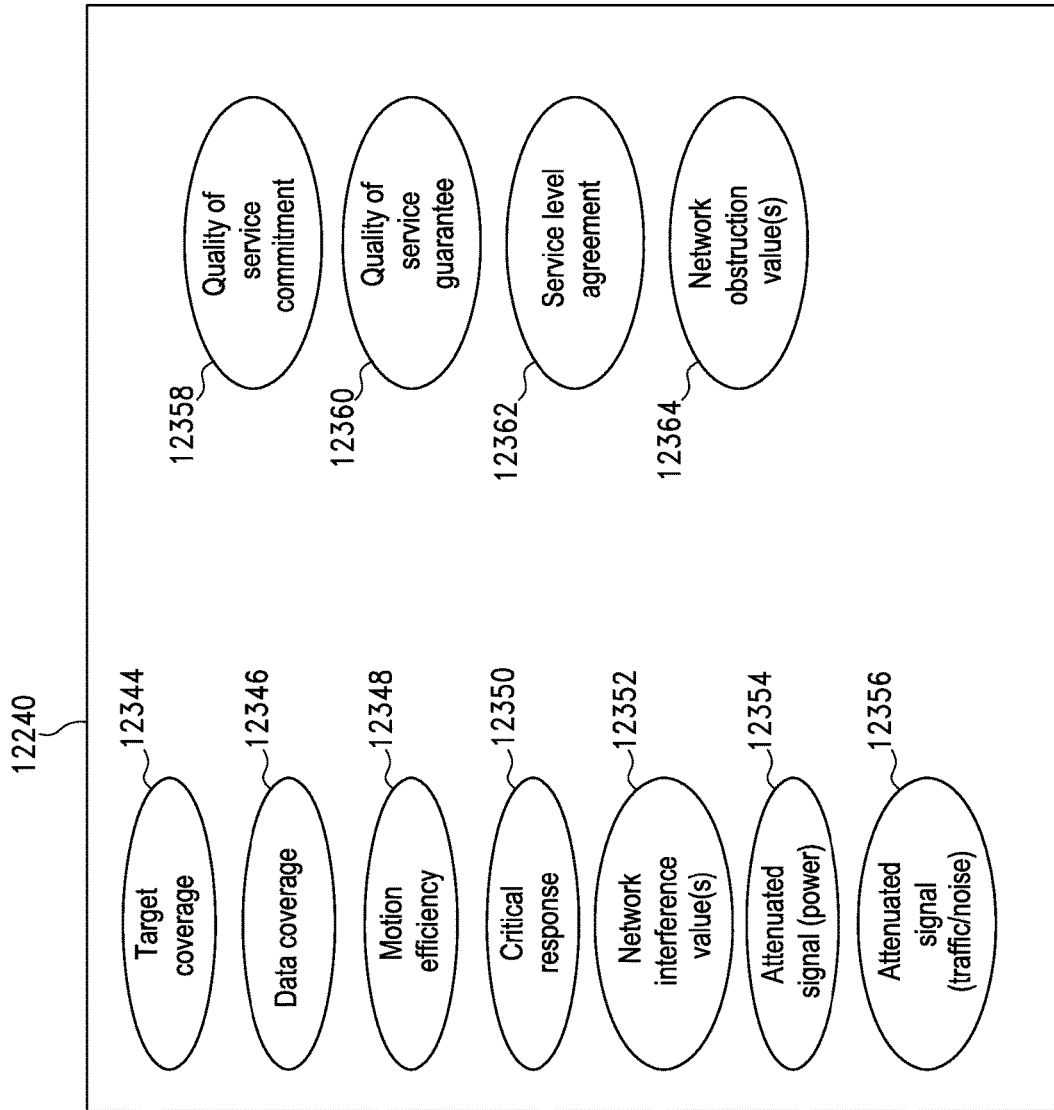 12240
12344
Target
coverage
12346
Data coverage
12348
Motion
efficiency
12350
Critical
response
12352
Network
interference
value(s)
12354
Attenuated
signal (power)
12356
Attenuated
signal
(traffic/noise)
12358
Quality of
service
commitment
12360
Quality of
service
guarantee
12362
Service level
agreement
12364
Network
obstruction
value(s)